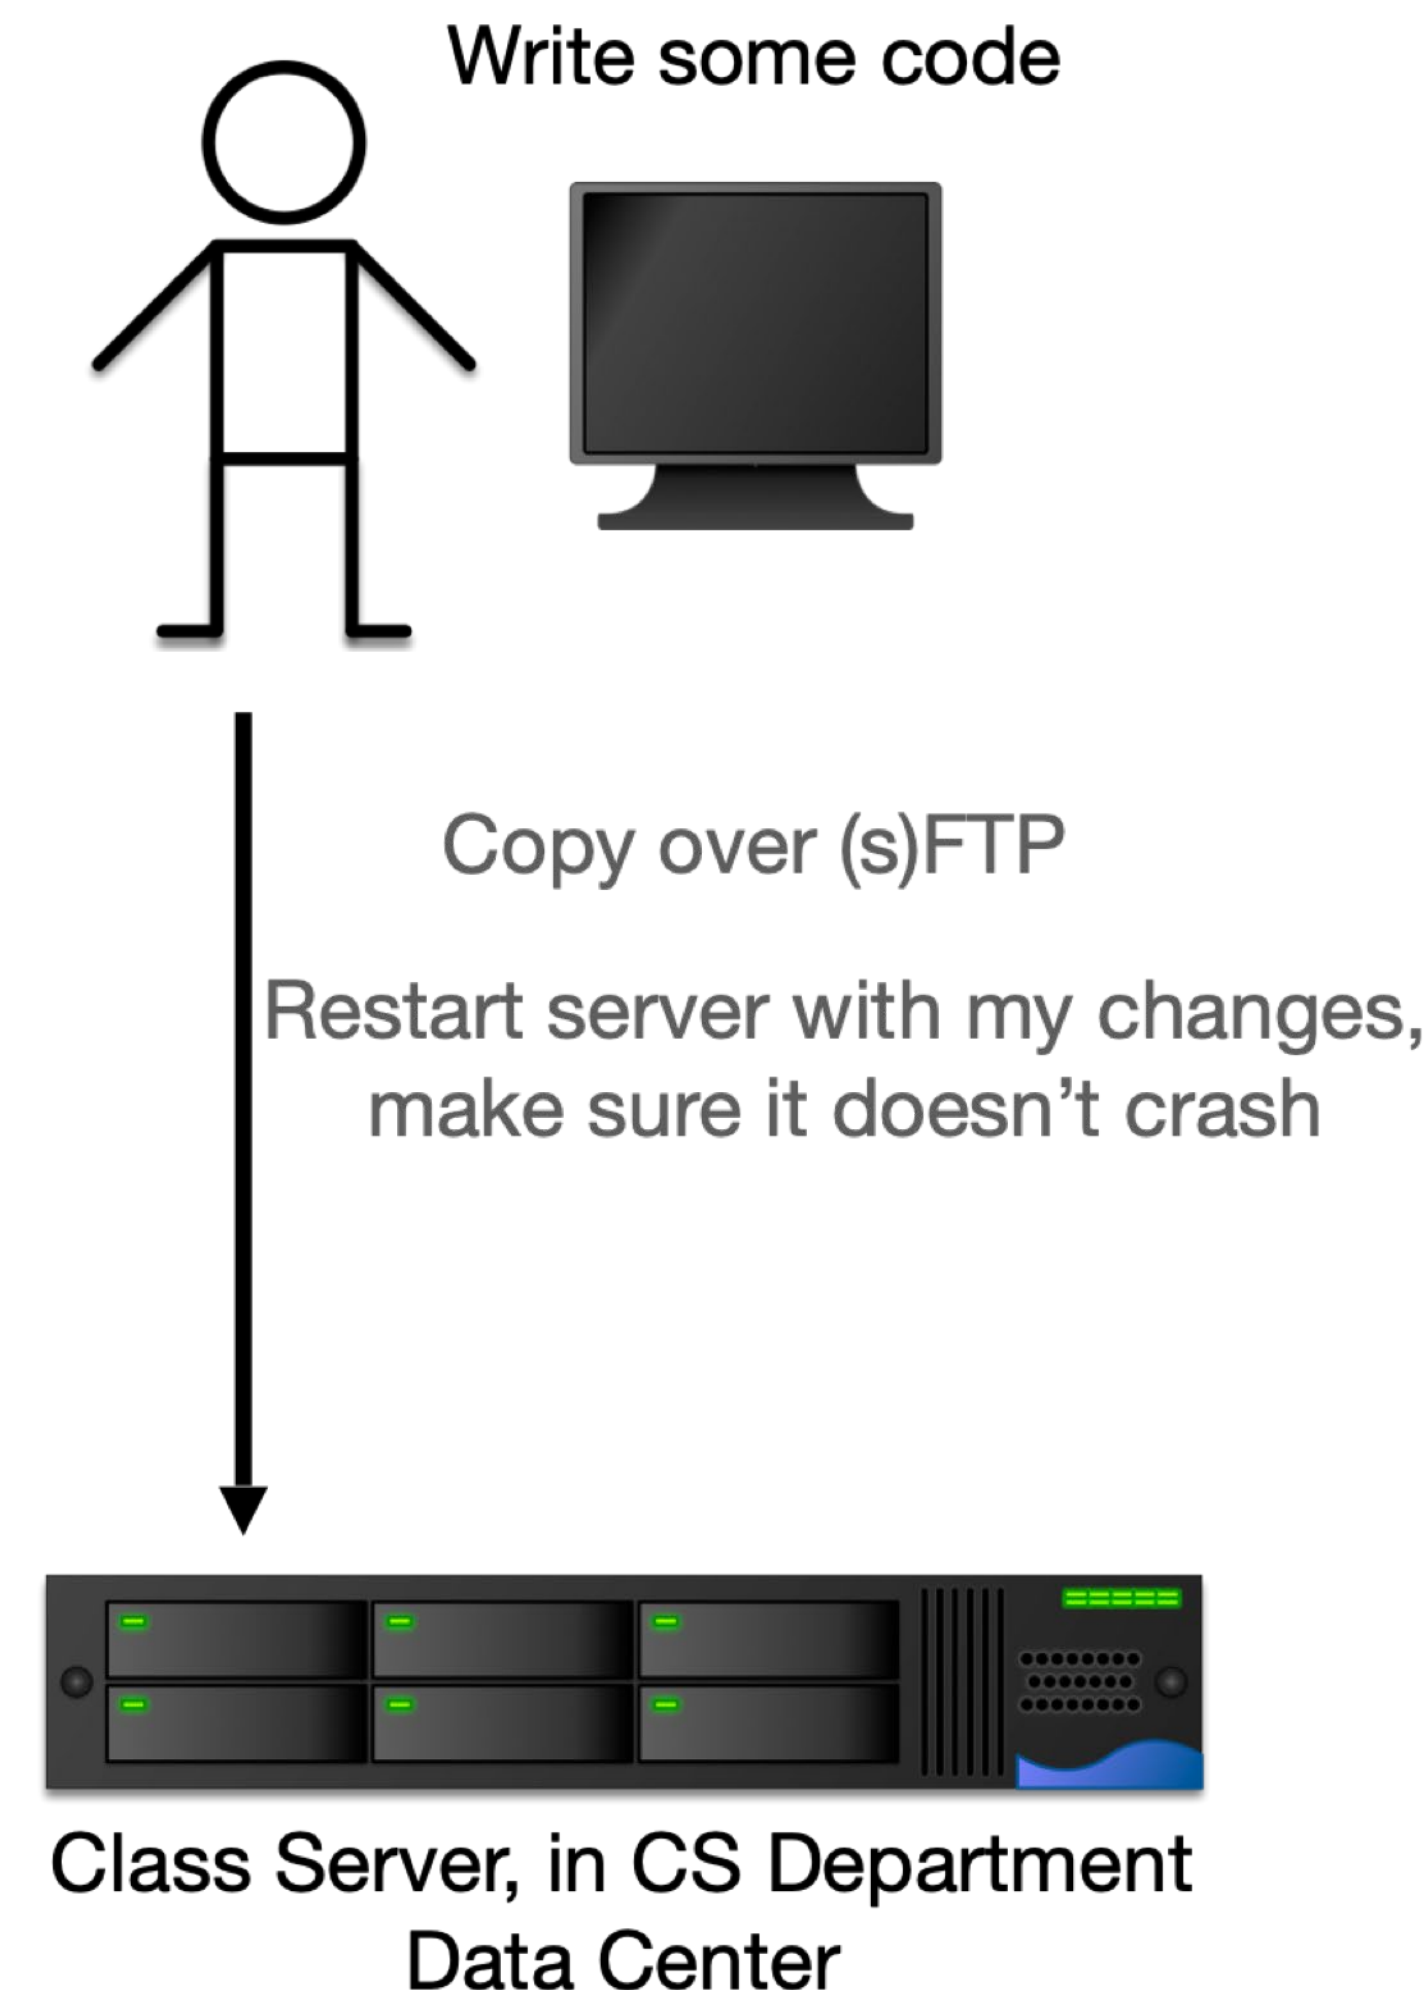 Write some code
Copy over (s)FTP
Restart server with my changes,
make sure it doesn’t crash
Class Server, in CS Department
Data Center